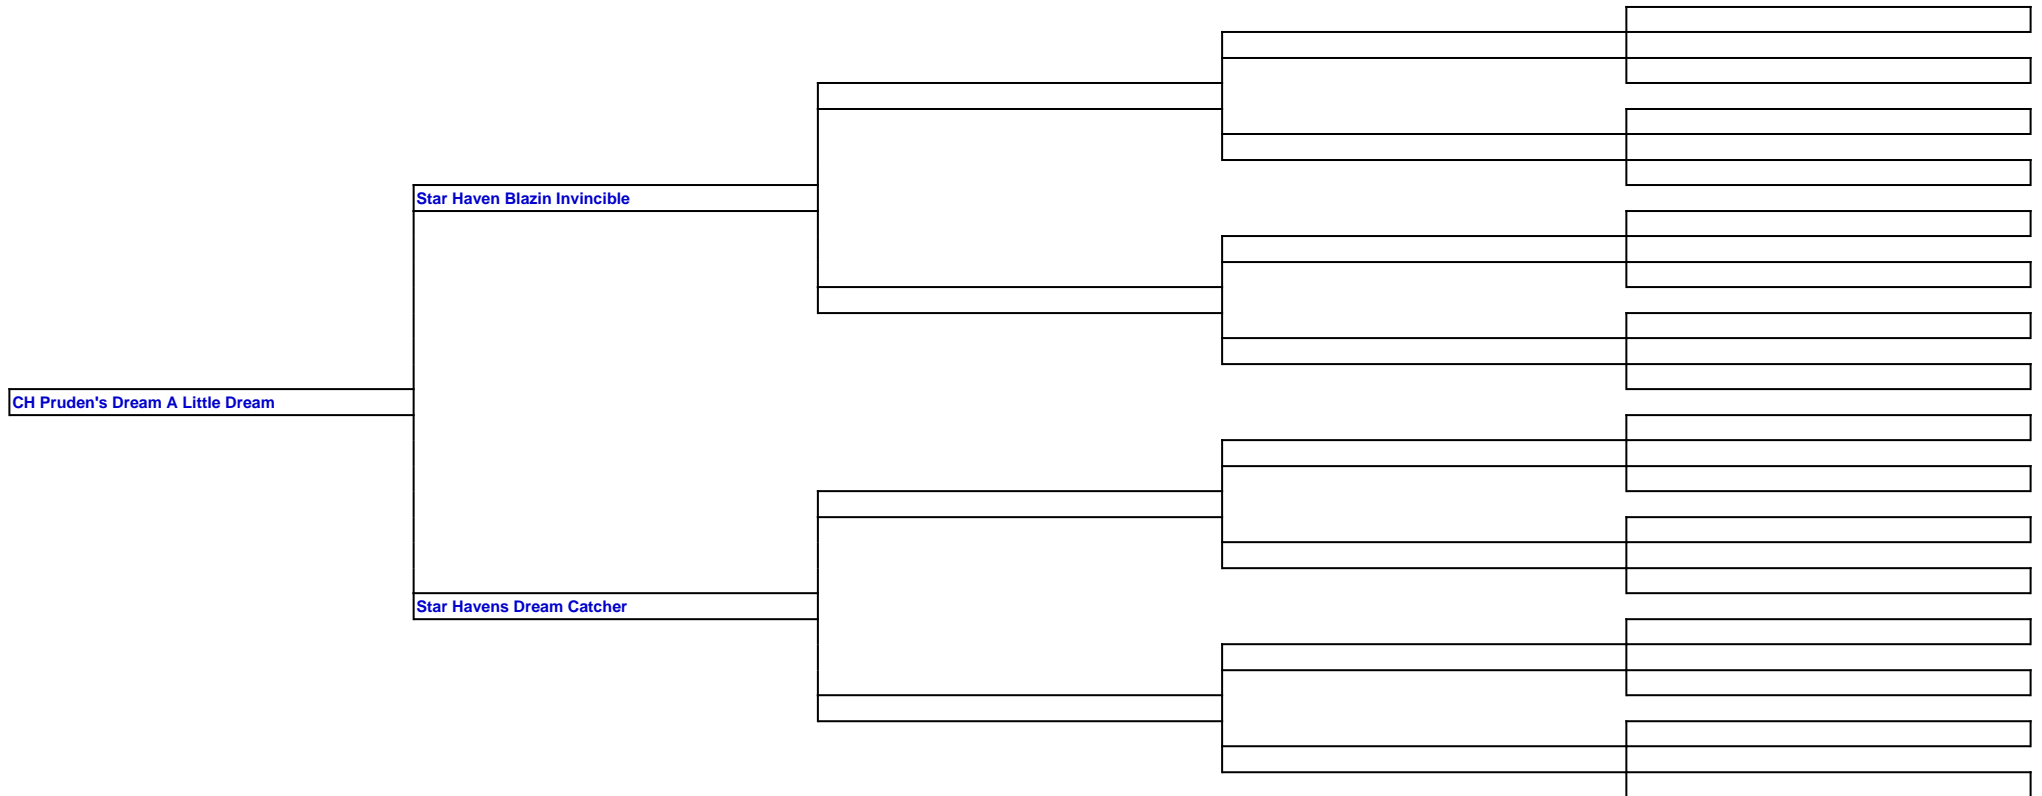 Star Haven Blazin Invincible
CH Pruden's Dream A Little Dream
Star Havens Dream Catcher